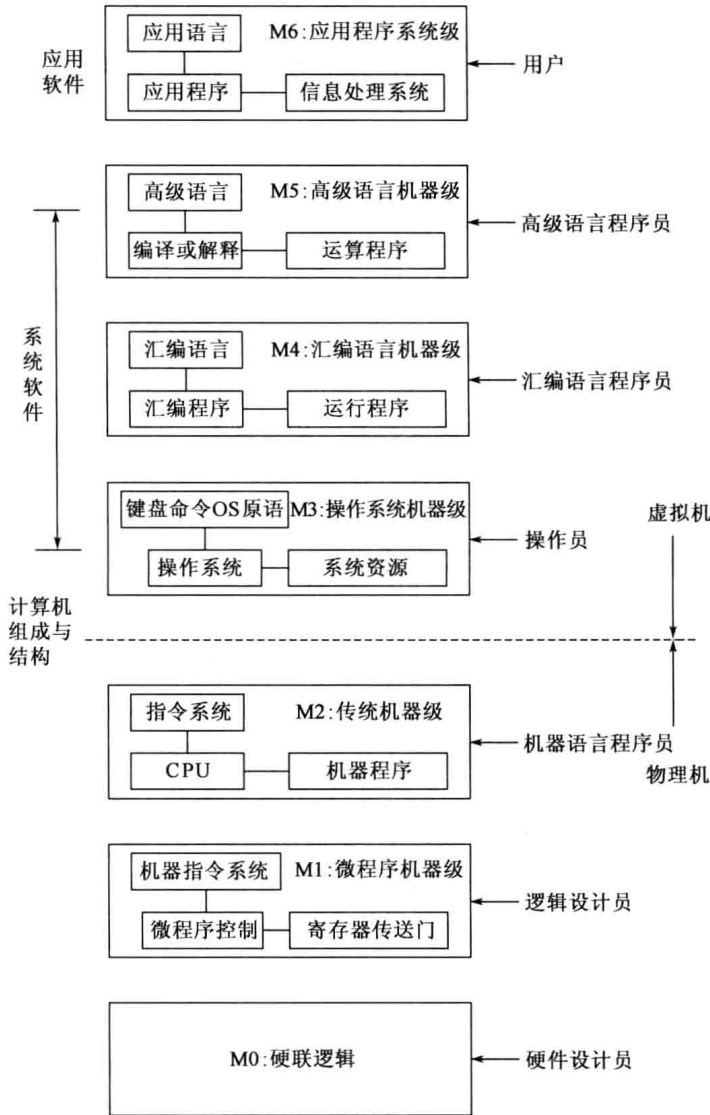 应用语言
M6:应用程序系统级
应用
软件
用户
应用程序
信息处理系统
高级语言
M5:高级语言机器级
高级语言程序员
编译或解释
运算程序
系统软件
汇编语言
M4:汇编语言机器级
汇编语言程序员
汇编程序
运行程序
键盘命令OS原语
M3:操作系统机器级
虚拟机
操作员
操作系统
系统资源
计算机
组成与
结构
指令系统
M2:传统机器级
机器语言程序员
CPU
机器程序
物理机
机器指令系统
M1:微程序机器级
逻辑设计员
微程序控制
寄存器传送门
M0:硬联逻辑
硬件设计员